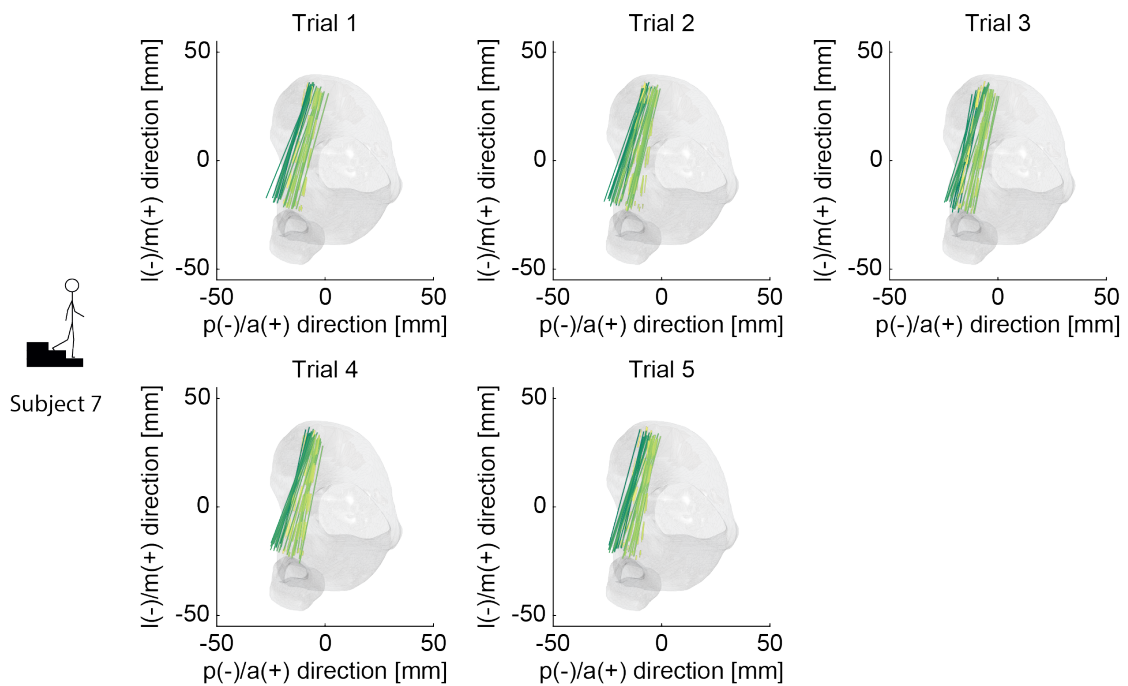 Trial 1
Trial 2
Trial 3
l(-)/m(+) direction [mm]
50
0
-50
-50
0
50
p(-)/a(+) direction [mm]
l(-)/m(+) direction [mm]
50
0
-50
-50
0
50
p(-)/a(+) direction [mm]
l(-)/m(+) direction [mm]
50
0
-50
-50
0
50
p(-)/a(+) direction [mm]
Subject 7
Trial 4
Trial 5
l(-)/m(+) direction [mm]
50
0
-50
-50
0
50
p(-)/a(+) direction [mm]
l(-)/m(+) direction [mm]
50
0
-50
-50
0
50
p(-)/a(+) direction [mm]